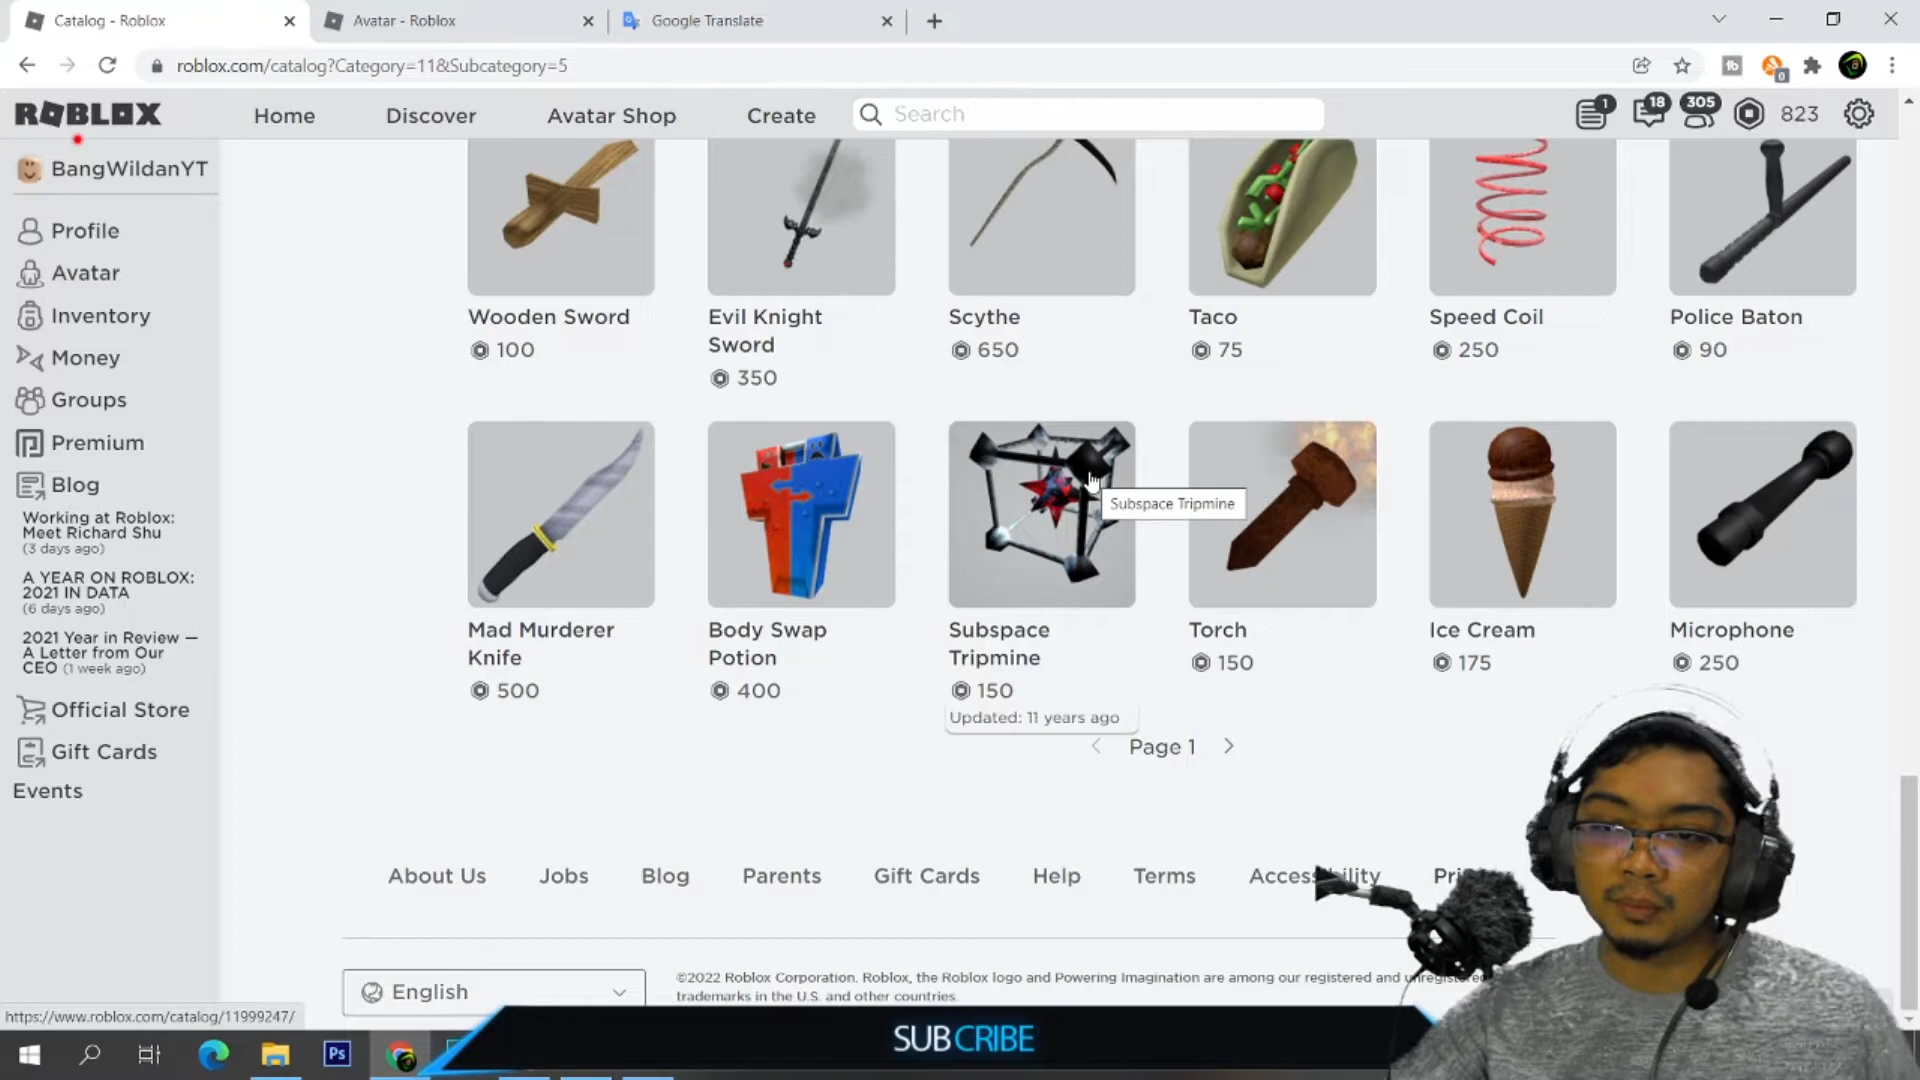 Catalog - Roblox
Avatar - Roblox
Google Translate
roblox.com/catalog?Category=11&Subcategory=5
0
ROBLOX
Home
Discover
Avatar Shop
Create
Search
1
18
305
823
BangWildanYT
Profile
Avatar
Inventory
Money
Groups
Premium
Blog
Working at Roblox:
Meet Richard Shu
(3 days ago)
A YEAR ON ROBLOX:
2021 IN DATA
(6 days ago)
2021 Year in Review —
A Letter from Our
CEO (1 week ago)
Official Store
Gift Cards
Events
Wooden Sword
100
Evil Knight
Sword
350
Scythe
650
Taco
75
Speed Coil
250
Police Baton
90
Subspace Tripmine
Mad Murderer
Knife
500
Body Swap
Potion
400
Subspace
Tripmine
150
Updated: 11 years ago
Torch
150
Ice Cream
175
Microphone
250
Page 1
About Us
Jobs
Blog
Parents
Gift Cards
Help
Terms
English
©2022 Roblox Corporation. Roblox, the Roblox logo and Powering Imagination are among our registered and unregistered
trademarks in the U.S. and other countries.
https://www.roblox.com/catalog/11999247/
Ps
SUBCRIBE